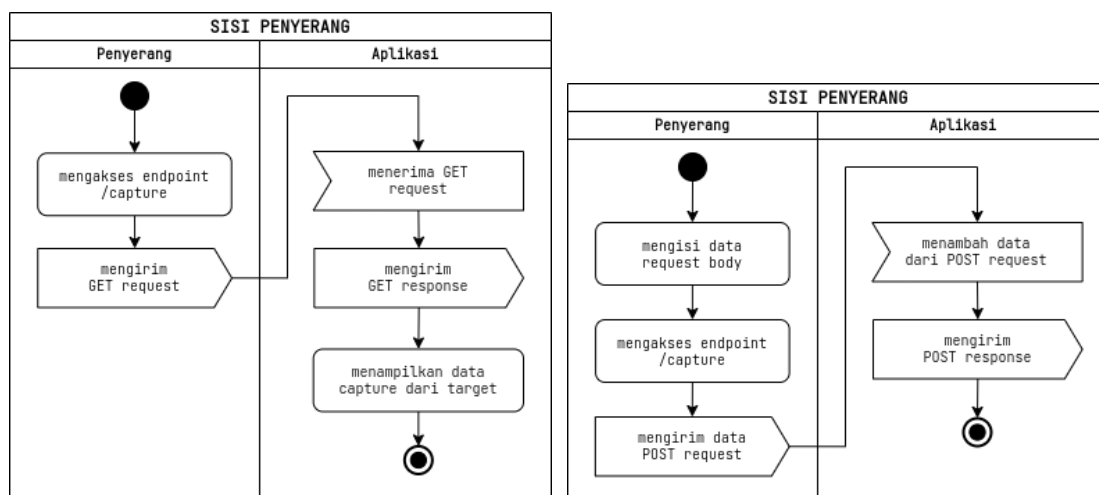 SISI PENYERANG
Penyerang
Aplikasi
mengakses endpoint
/capture
mengirim
GET request
menerima GET
request
mengirim
GET response
menampilkan data
capture dari target
SISI PENYERANG
Penyerang
Aplikasi
mengisi data
request body
mengakses endpoint
/capture
mengirim data
POST request
menambah data
dari POST request
mengirim
POST response